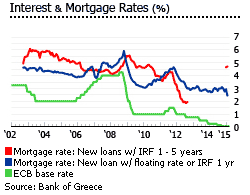 Interest & Mortgage Rates (%)
7
6
5
4
3
2
1
0
'02 '04 '06 '08 '10 '12 '14 '15
Mortgage rate: New loans w/ IRF 1 - 5 years
Mortgage rate: New loan w/ floating rate or IRF 1 yr
ECB base rate
Source: Bank of Greece